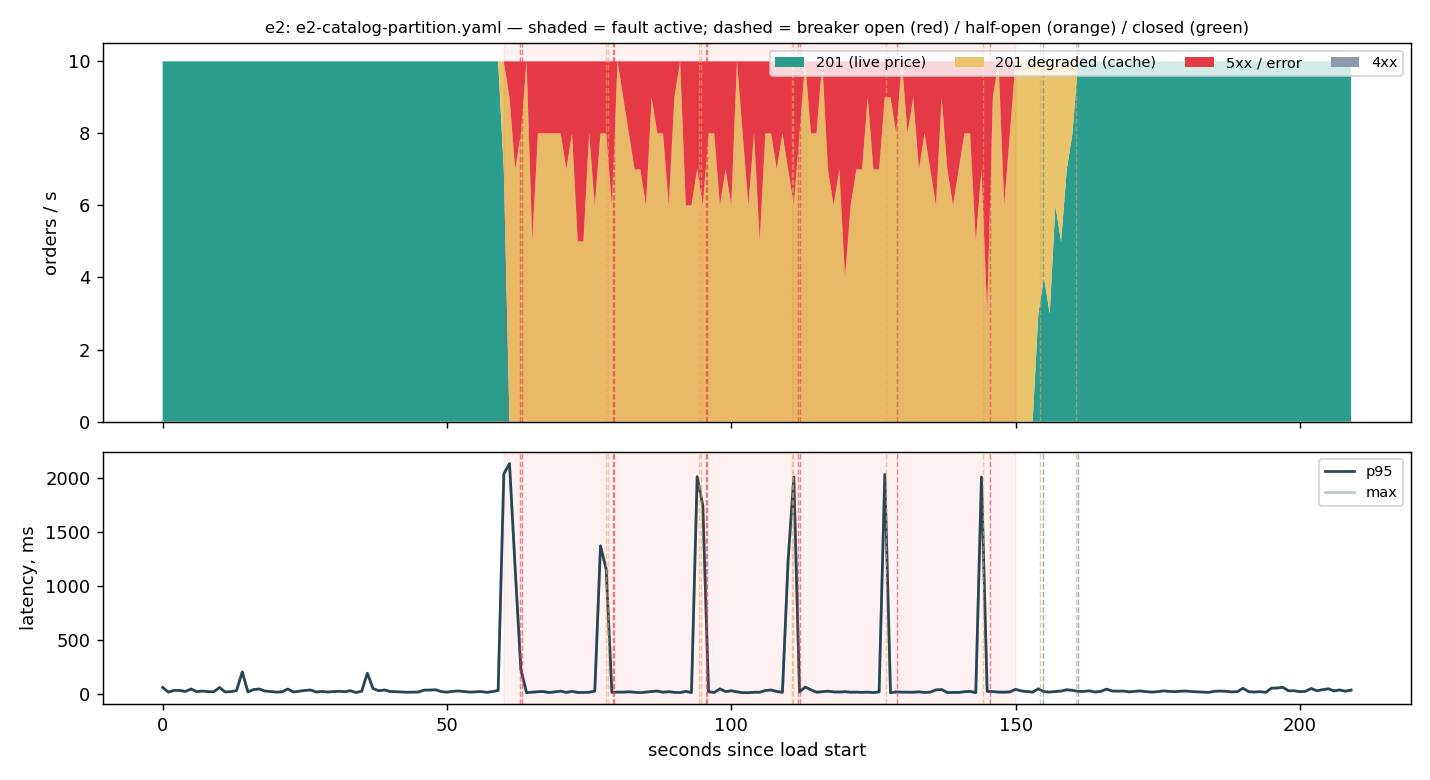 e2: e2-catalog-partition.yaml — shaded = fault active; dashed = breaker open (red) / half-open (orange) / closed (green)
201 (live price) 201 degraded (cache) 5xx / error 4xx
orders / s
10
8
6
4
2
0
p95
max
latency, ms
2000
1500
1000
500
0
0 50 100 150 200
seconds since load start